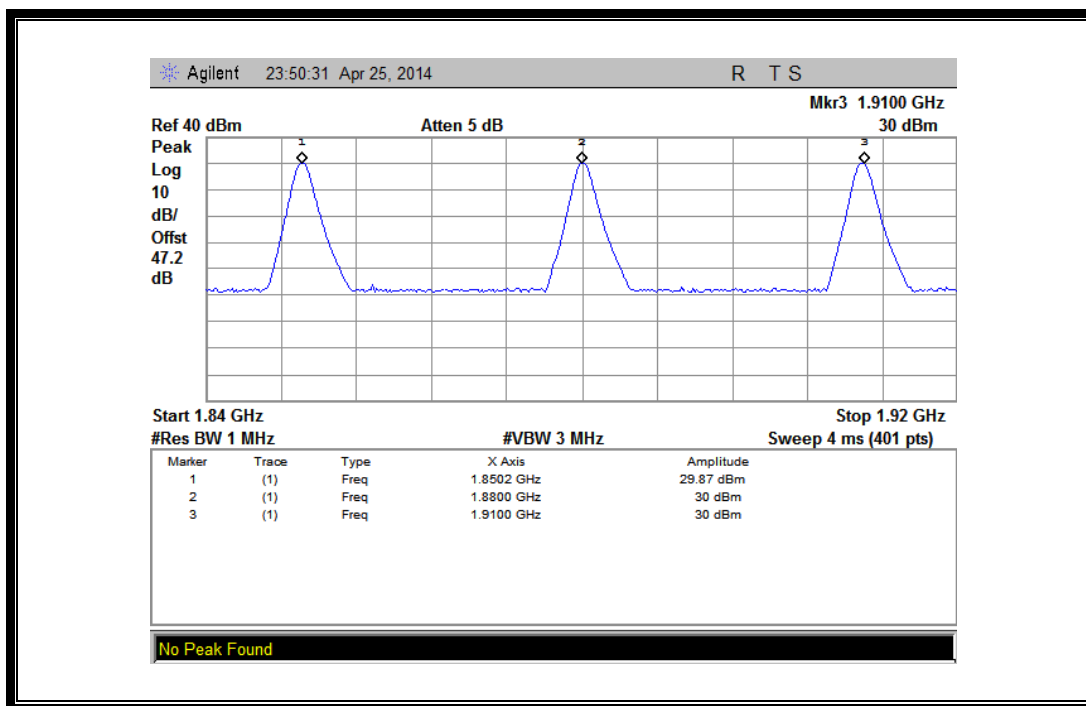 Agilent 23:50:31 Apr 25, 2014 R T S
Mkr3 1.9100 GHz
Ref 40 dBm Atten 5 dB 30 dBm
Peak
Log
10
dB/
Offst
47.2
dB
1 2 3
Start 1.84 GHz Stop 1.92 GHz
#Res BW 1 MHz #VBW 3 MHz Sweep 4 ms (401 pts)
Marker Trace Type X Axis Amplitude
1 (1) Freq 1.8502 GHz 29.87 dBm
2 (1) Freq 1.8800 GHz 30 dBm
3 (1) Freq 1.9100 GHz 30 dBm
No Peak Found